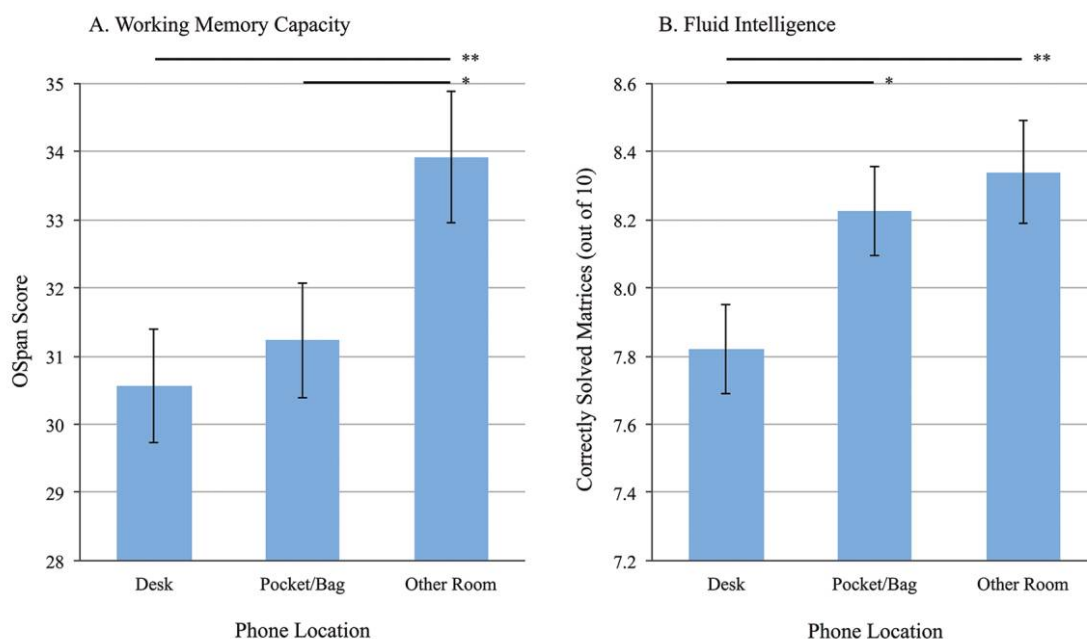 A. Working Memory Capacity
**
*
35
34
33
32
31
30
29
28
OSpan Score
Desk Pocket/Bag Other Room
Phone Location
B. Fluid Intelligence
**
*
8.6
8.4
8.2
8.0
7.8
7.6
7.4
7.2
Correctly Solved Matrices (out of 10)
Desk Pocket/Bag Other Room
Phone Location